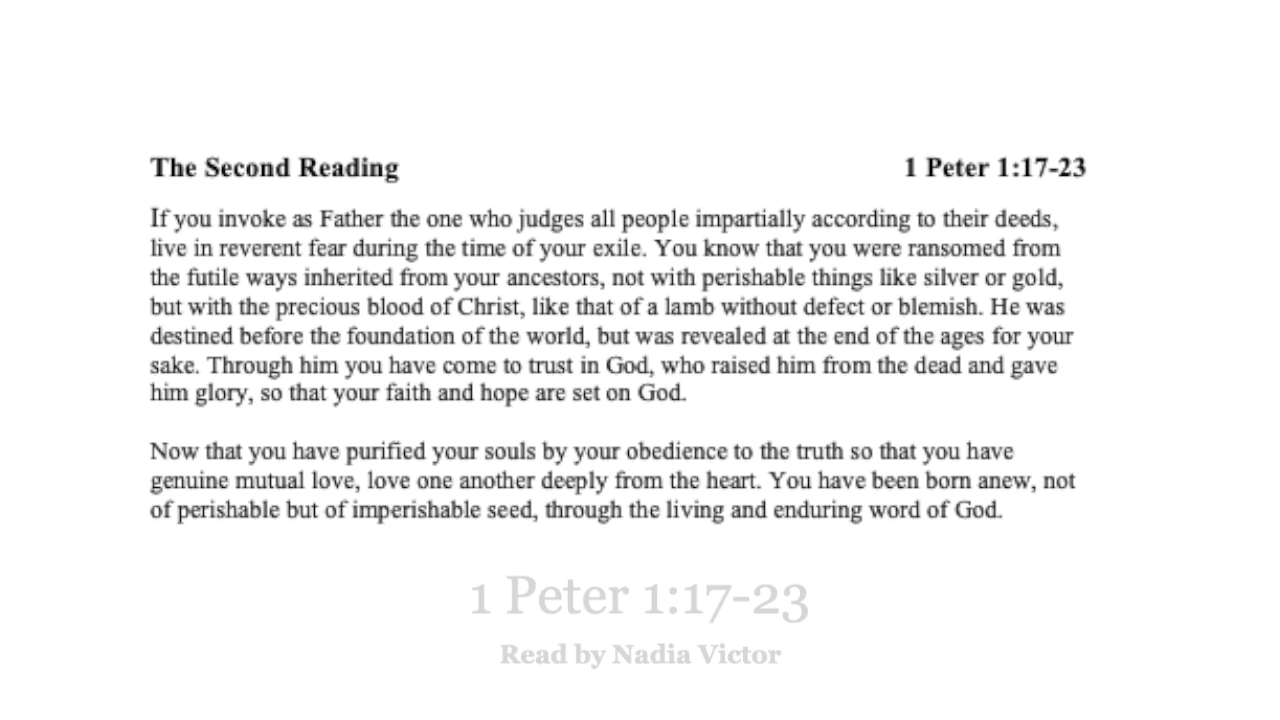 The Second Reading 1 Peter 1:17-23
If you invoke as Father the one who judges all people impartially according to their deeds,
live in reverent fear during the time of your exile. You know that you were ransomed from
the futile ways inherited from your ancestors, not with perishable things like silver or gold,
but with the precious blood of Christ, like that of a lamb without defect or blemish. He was
destined before the foundation of the world, but was revealed at the end of the ages for your
sake. Through him you have come to trust in God, who raised him from the dead and gave
him glory, so that your faith and hope are set on God.
Now that you have purified your souls by your obedience to the truth so that you have
genuine mutual love, love one another deeply from the heart. You have been born anew, not
of perishable but of imperishable seed, through the living and enduring word of God.
1 Peter 1:17-23
Read by Nadia Victor